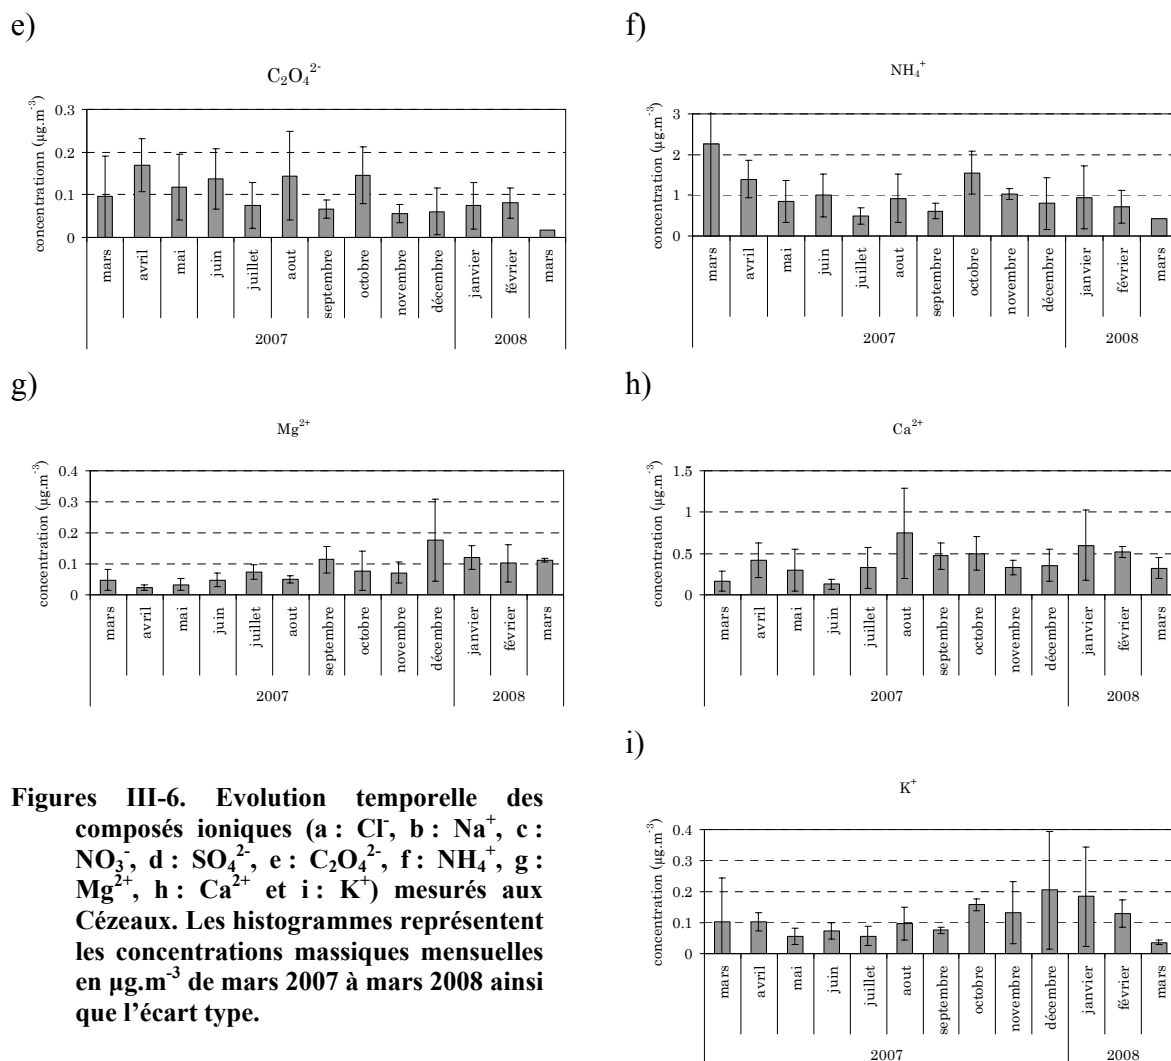 e)
C₂O₄²⁻
concentrationn (µg.m⁻³)
0.3
0.2
0.1
0
mars
avril
mai
juin
juillet
aout
septembre
octobre
novembre
décembre
janvier
février
mars
2007
2008
f)
NH₄⁺
concentration (µg.m⁻³)
3
2
1
0
mars
avril
mai
juin
juillet
aout
septembre
octobre
novembre
décembre
janvier
février
mars
2007
2008
g)
Mg²⁺
concentration (µg.m⁻³)
0.4
0.3
0.2
0.1
0
mars
avril
mai
juin
juillet
aout
septembre
octobre
novembre
décembre
janvier
février
mars
2007
2008
h)
Ca²⁺
concentration (µg.m⁻³)
1.5
1
0.5
0
mars
avril
mai
juin
juillet
aout
septembre
octobre
novembre
décembre
janvier
février
mars
2007
2008
Figures III-6. Evolution temporelle des
composés ioniques (a : Cl⁻, b : Na⁺, c :
NO₃⁻, d : SO₄²⁻, e : C₂O₄²⁻, f : NH₄⁺, g :
Mg²⁺, h : Ca²⁺ et i : K⁺) mesurés aux
Cézeaux. Les histogrammes représentent
les concentrations massiques mensuelles
en µg.m⁻³ de mars 2007 à mars 2008 ainsi
que l'écart type.
i)
K⁺
concentration (µg.m⁻³)
0.4
0.3
0.2
0.1
0
mars
avril
mai
juin
juillet
aout
septembre
octobre
novembre
décembre
janvier
février
mars
2007
2008